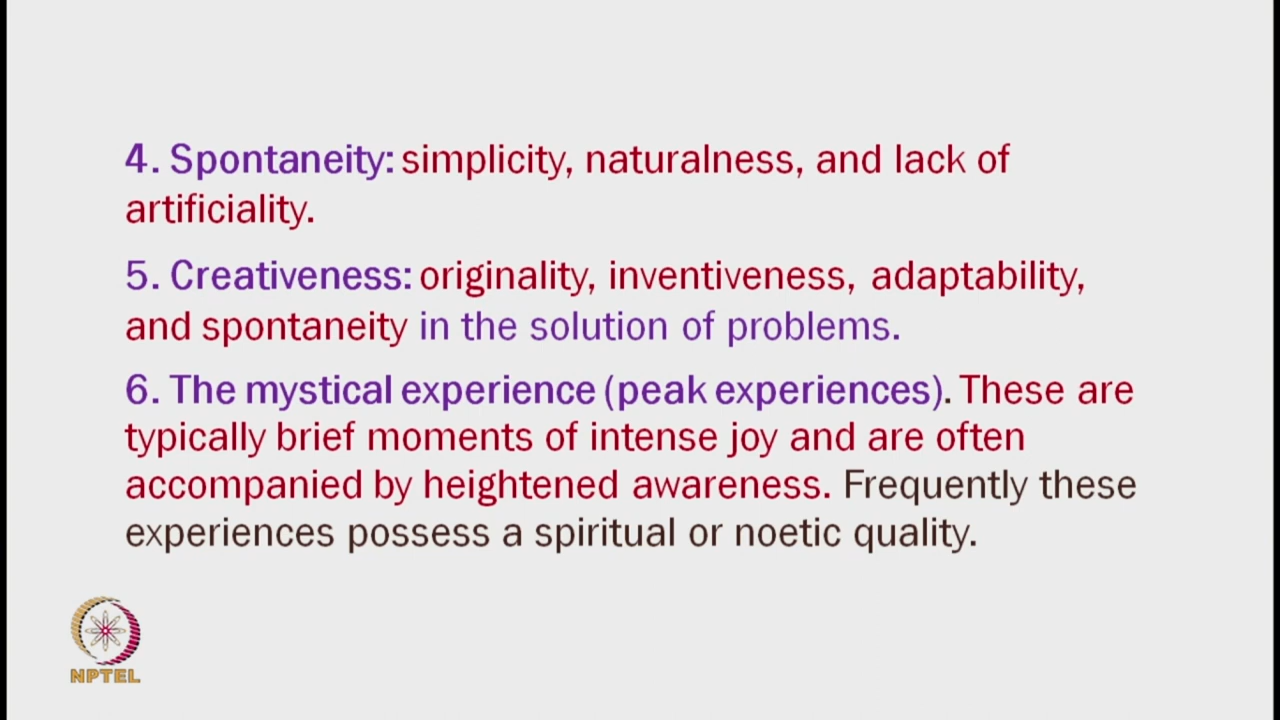 4. Spontaneity: simplicity, naturalness, and lack of
artificiality.
5. Creativeness: originality, inventiveness, adaptability,
and spontaneity in the solution of problems.
6. The mystical experience (peak experiences). These are
typically brief moments of intense joy and are often
accompanied by heightened awareness. Frequently these
experiences possess a spiritual or noetic quality.
NPTEL